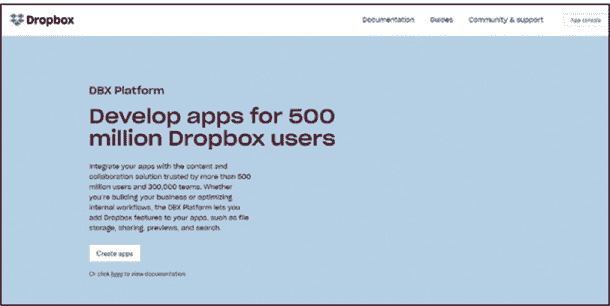 Dropbox
Documentation Guides Community & support App console
DBX Platform
Develop apps for 500
million Dropbox users
Integrate your apps with the content and
collaboration solution trusted by more than 500
million users and 300,000 teams. Whether
you're building your business or optimizing
internal workflows, the DBX Platform lets you
add Dropbox features to your apps, such as file
storage, sharing, previews, and search.
Create apps
Or click here to view documentation